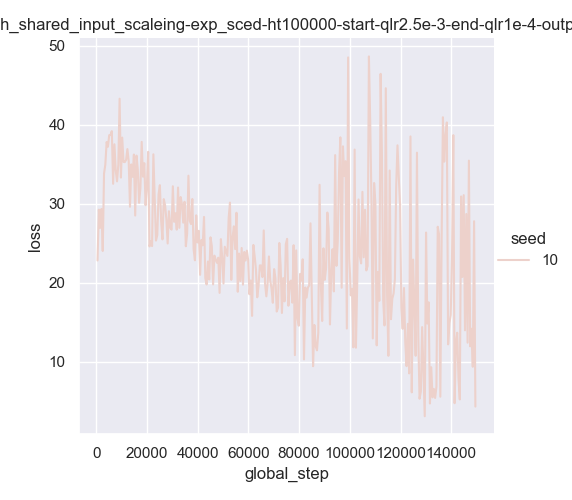 h_shared_input_scaleing-exp_sced-ht100000-start-qlr2.5e-3-end-qlr1e-4-outp
50
40
30
20
10
loss
0 20000 40000 60000 80000 100000 120000 140000
global_step
seed
10